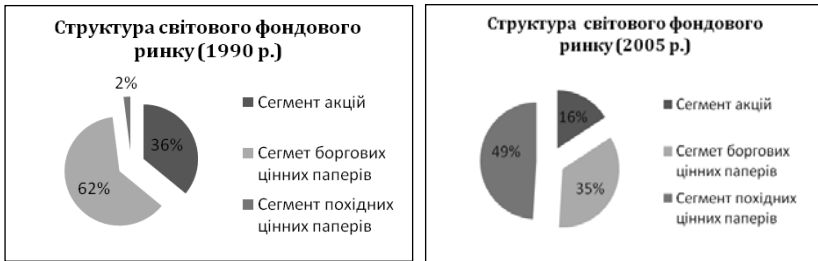 Структура світового фондового
ринку (1990 р.)
2%
36%
62%
Сегмент акцій
Сегмет боргових
цінних паперів
Сегмент похідних
цінних паперів
Структура світового фондового
ринку (2005 р.)
16%
49%
35%
Сегмент акцій
Сегмет боргових
цінних паперів
Сегмент похідних
цінних паперів